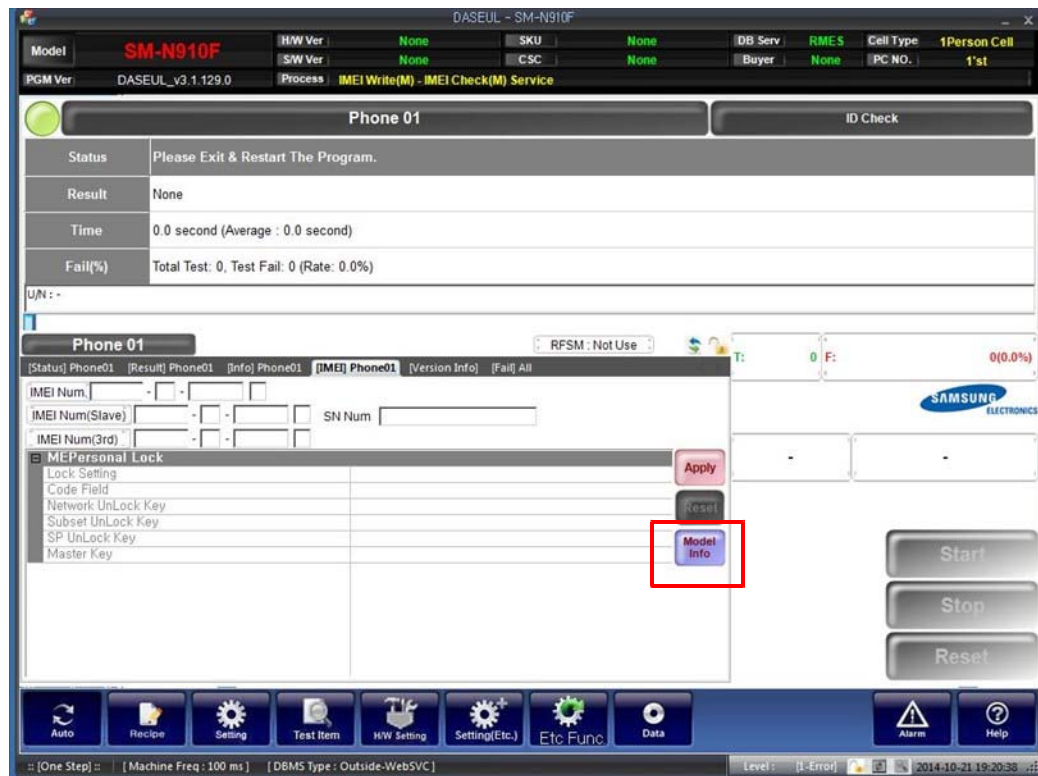 DASEUL - SM-N910F
Model SM-N910F H/W Ver None SKU None DB Serv RMES Cell Type 1Person Cell
S/W Ver None CSC None Buyer None PC NO. 1'st
PGM Ver DASEUL_v3.1.129.0 Process IMEI Write(M) - IMEI Check(M) Service
Phone 01 ID Check
Status Please Exit & Restart The Program.
Result None
Time 0.0 second (Average : 0.0 second)
Fail(%) Total Test: 0, Test Fail: 0 (Rate: 0.0%)
U/N : -
Phone 01 RFSM : Not Use
T: 0 F: 0(0.0%)
[Status] Phone01 [Result] Phone01 [Info] Phone01 [IMEI] Phone01 [Version Info] [Fail] All
IMEI Num. - -
IMEI Num(Slave) - - SN Num
IMEI Num(3rd) - -
SAMSUNG
ELECTRONICS
MEPersonal Lock
Lock Setting
Code Field
Network UnLock Key
Subset UnLock Key
SP UnLock Key
Master Key
Apply
Reset
Model
Info
- -
Start
Stop
Reset
Auto Recipe Setting Test Item H/W Setting Setting(Etc.) Etc Func Data Alarm Help
:: [One Step] :: [Machine Freq : 100 ms] [DBMS Type : Outside-WebSVC] Level : [1-Error] 2014-10-21 19:20:38